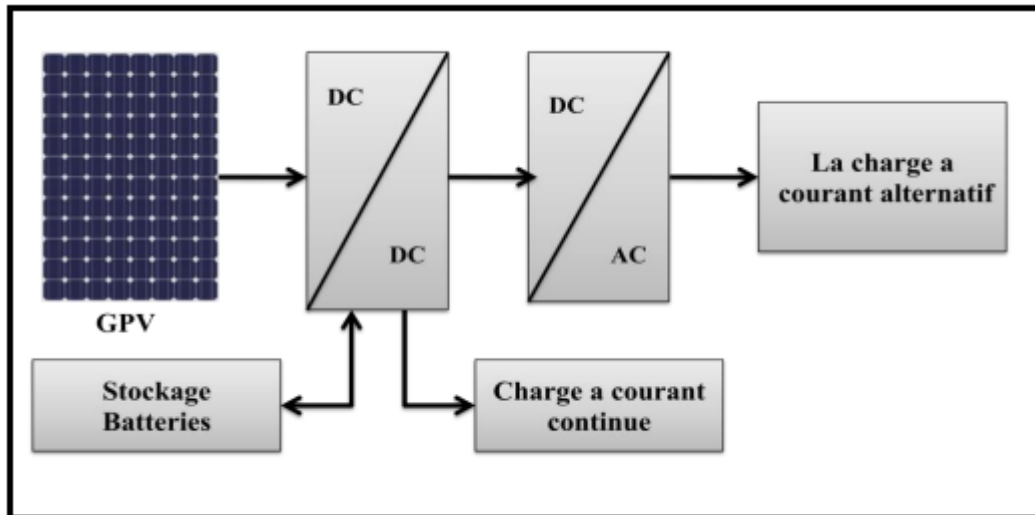 DC
DC
DC
AC
La charge a
courant alternatif
GPV
Stockage
Batteries
Charge a courant
continue